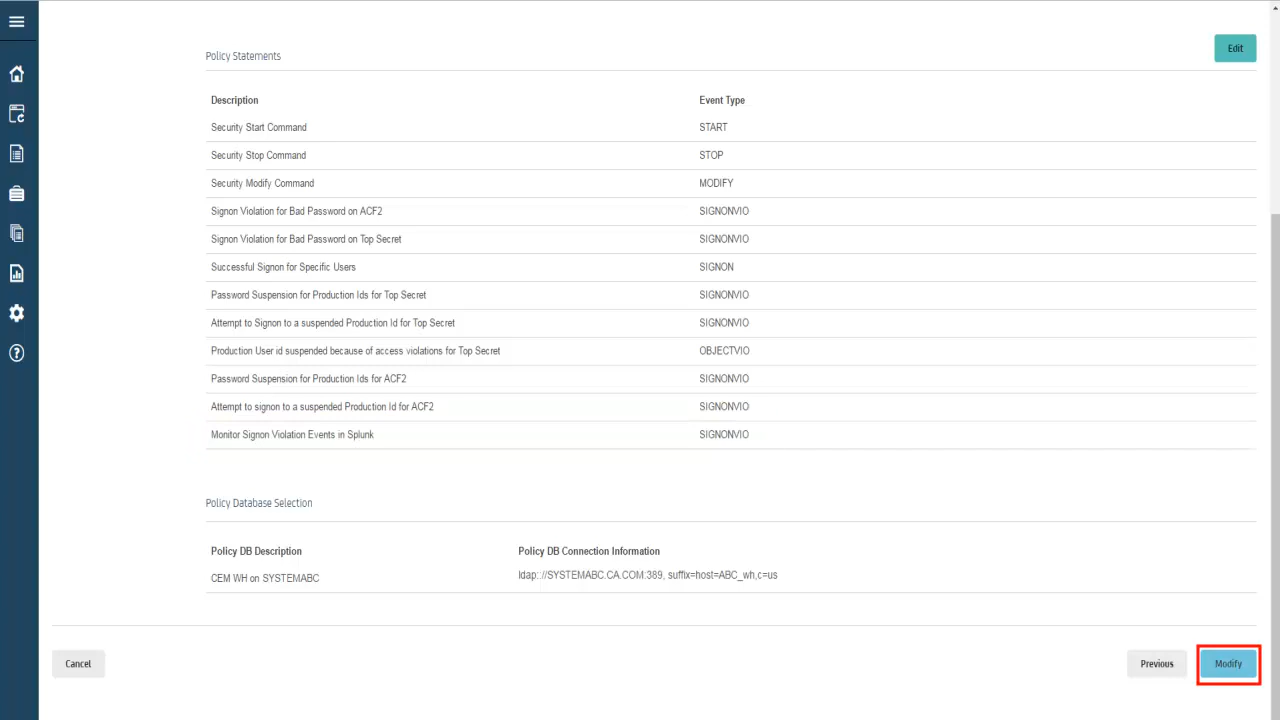 Policy Statements
Edit
Description Event Type
Security Start Command START
Security Stop Command STOP
Security Modify Command MODIFY
Signon Violation for Bad Password on ACF2 SIGNONVIO
Signon Violation for Bad Password on Top Secret SIGNONVIO
Successful Signon for Specific Users SIGNON
Password Suspension for Production Ids for Top Secret SIGNONVIO
Attempt to Signon to a suspended Production Id for Top Secret SIGNONVIO
Production User id suspended because of access violations for Top Secret OBJECTVIO
Password Suspension for Production Ids for ACF2 SIGNONVIO
Attempt to signon to a suspended Production Id for ACF2 SIGNONVIO
Monitor Signon Violation Events in Splunk SIGNONVIO
Policy Database Selection
Policy DB Description Policy DB Connection Information
CEM WH on SYSTEMABC ldap:://SYSTEMABC.CA.COM:389, suffix=host=ABC_wh,c=us
Cancel Previous Modify